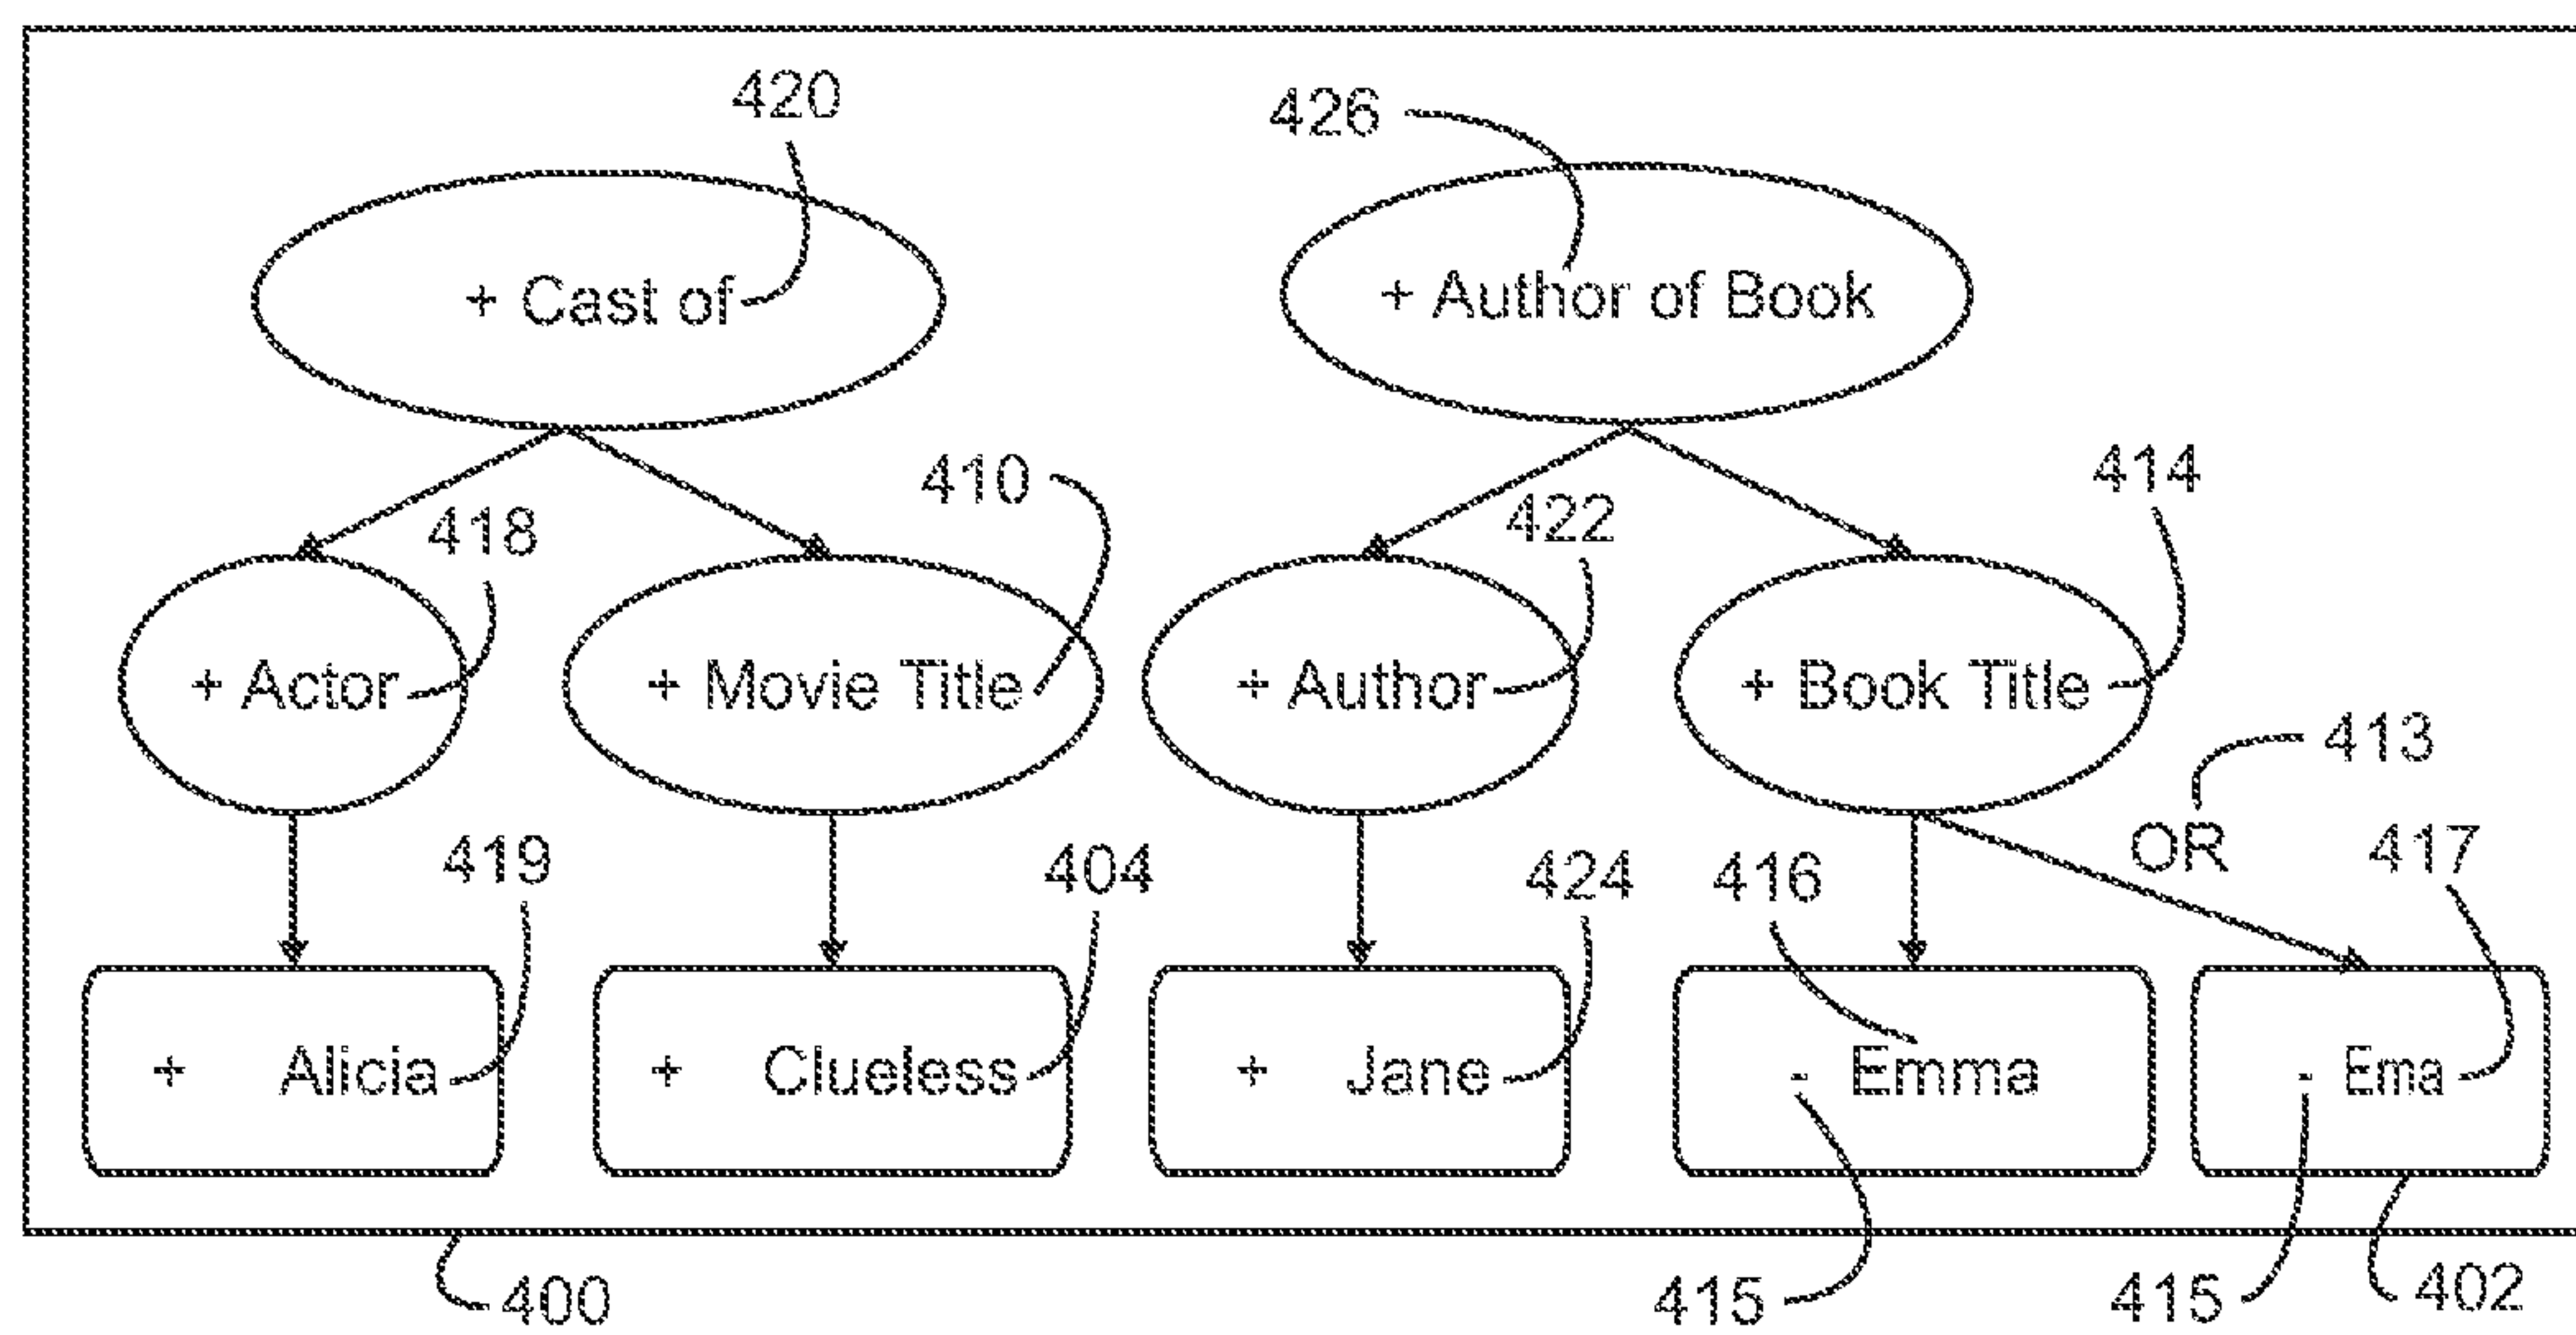 420
426
+ Cast of
+ Author of Book
410
414
418
422
+ Actor
+ Movie Title
+ Author
+ Book Title
413
OR
419
404
424
416
417
+ Alicia
+ Clueless
+ Jane
- Emma
- Ema
400
415
415
402